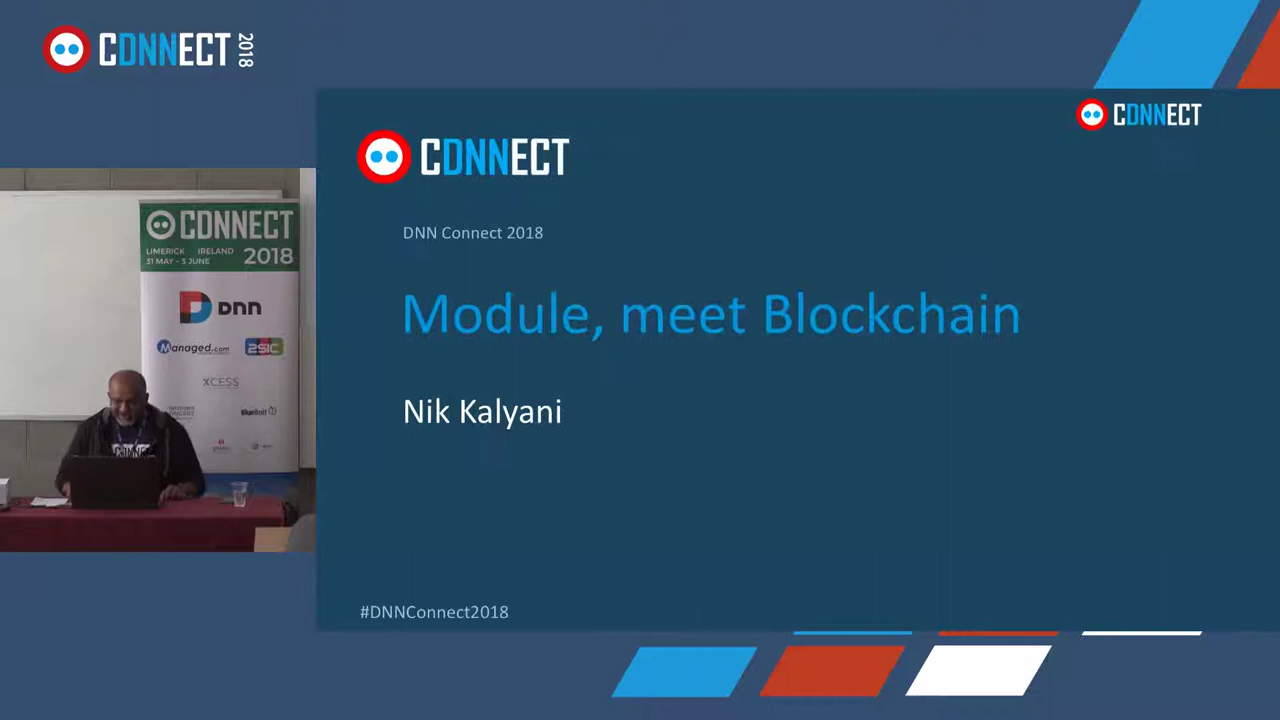 CDNNECT 2018
CDNNECT
CDNNECT
DNN Connect 2018
Module, meet Blockchain
Nik Kalyani
#DNNConnect2018
CDNNECT
LIMERICK IRELAND
31 MAY - 3 JUNE 2018
DNN
Managed.com
2SIC
XCESS